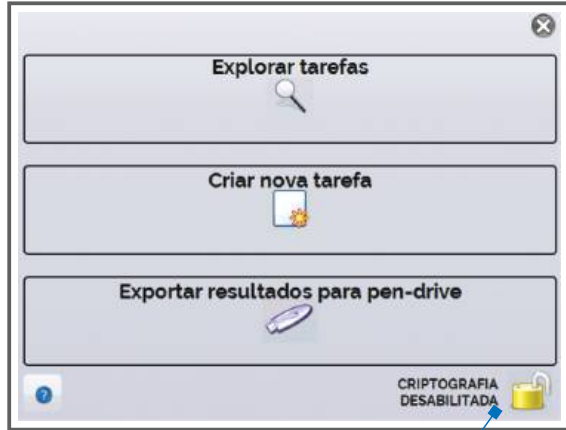 Explorar tarefas
Criar nova tarefa
Exportar resultados para pen-drive
?
CRIPTOGRAFIA
DESABILITADA